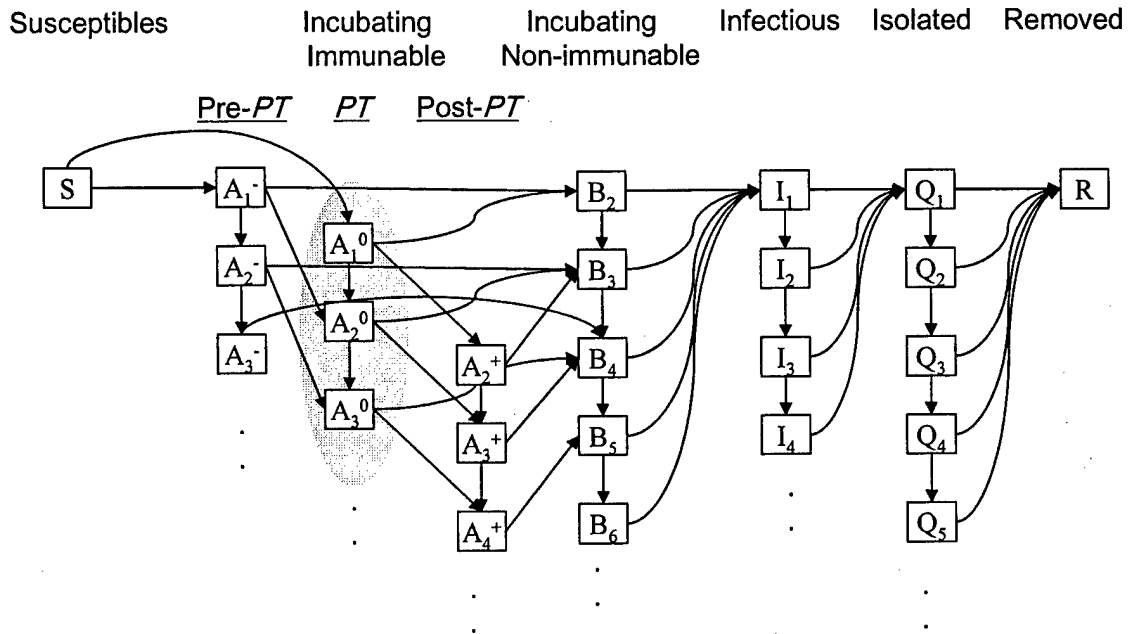 Susceptibles Incubating Incubating Infectious Isolated Removed
Immunable Non-immunable
Pre-PT PT Post-PT
S A₁⁻ B₂ I₁ Q₁ R
A₁⁰
A₂⁻ B₃ I₂ Q₂
A₂⁰
A₃⁻ A₂⁺ B₄ I₃ Q₃
A₃⁰
A₃⁺ B₅ I₄ Q₄
A₄⁺ B₆ Q₅